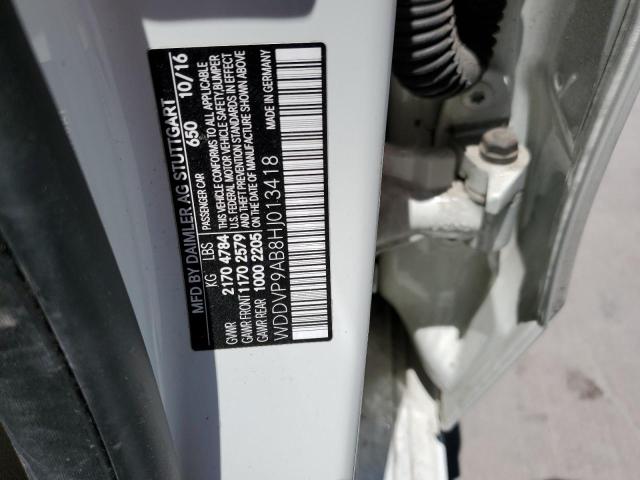 MFD BY DAIMLER AG STUTTGART
650 10/16
PASSENGER CAR
THIS VEHICLE CONFORMS TO ALL APPLICABLE
U.S. FEDERAL MOTOR VEHICLE SAFETY, BUMPER
AND THEFT PREVENTION STANDARDS IN EFFECT
ON THE DATE OF MANUFACTURE SHOWN ABOVE
KG LBS
GVWR 2170 4784
GAWR FRONT 1170 2579
GAWR REAR 1000 2205
MADE IN GERMANY
WDDVP9AB8HJ013418